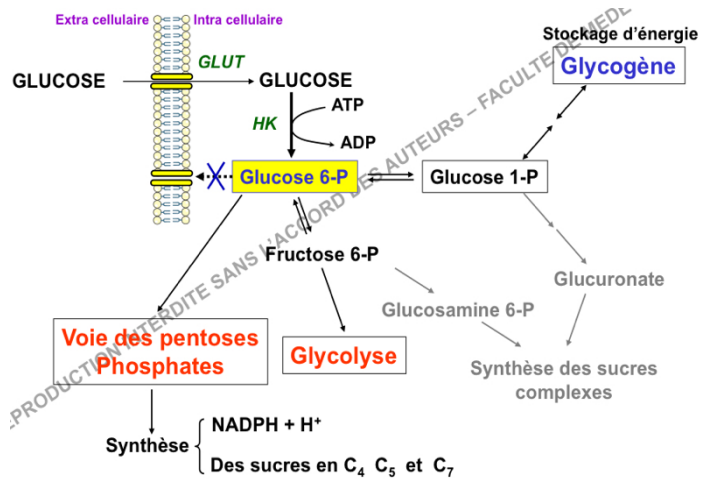 Extra cellulaire
Intra cellulaire
Stockage d'énergie
Glycogène
GLUT
GLUCOSE
GLUCOSE
ATP
HK
ADP
Glucose 6-P
Glucose 1-P
Fructose 6-P
Glucuronate
Glucosamine 6-P
Voie des pentoses
Phosphates
Glycolyse
Synthèse des sucres
complexes
Synthèse
NADPH + H⁺
Des sucres en C₄ C₅ et C₇
INTERDITE SANS L'ACCORD DES AUTEURS – FACULTE DE